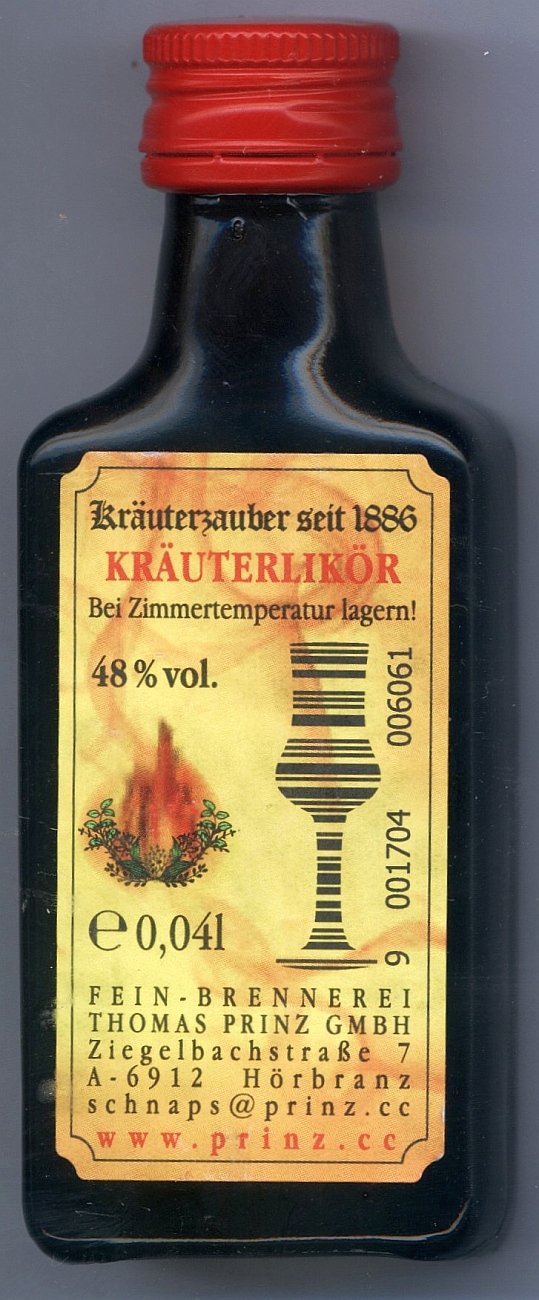 Kräuterzauber seit 1886
KRÄUTERLIKÖR
Bei Zimmertemperatur lagern!
48 % vol.
9 001704 006061
℮ 0,04l
FEIN-BRENNEREI
THOMAS PRINZ GMBH
Ziegelbachstraße 7
A-6912 Hörbranz
schnaps@prinz.cc
www.prinz.cc